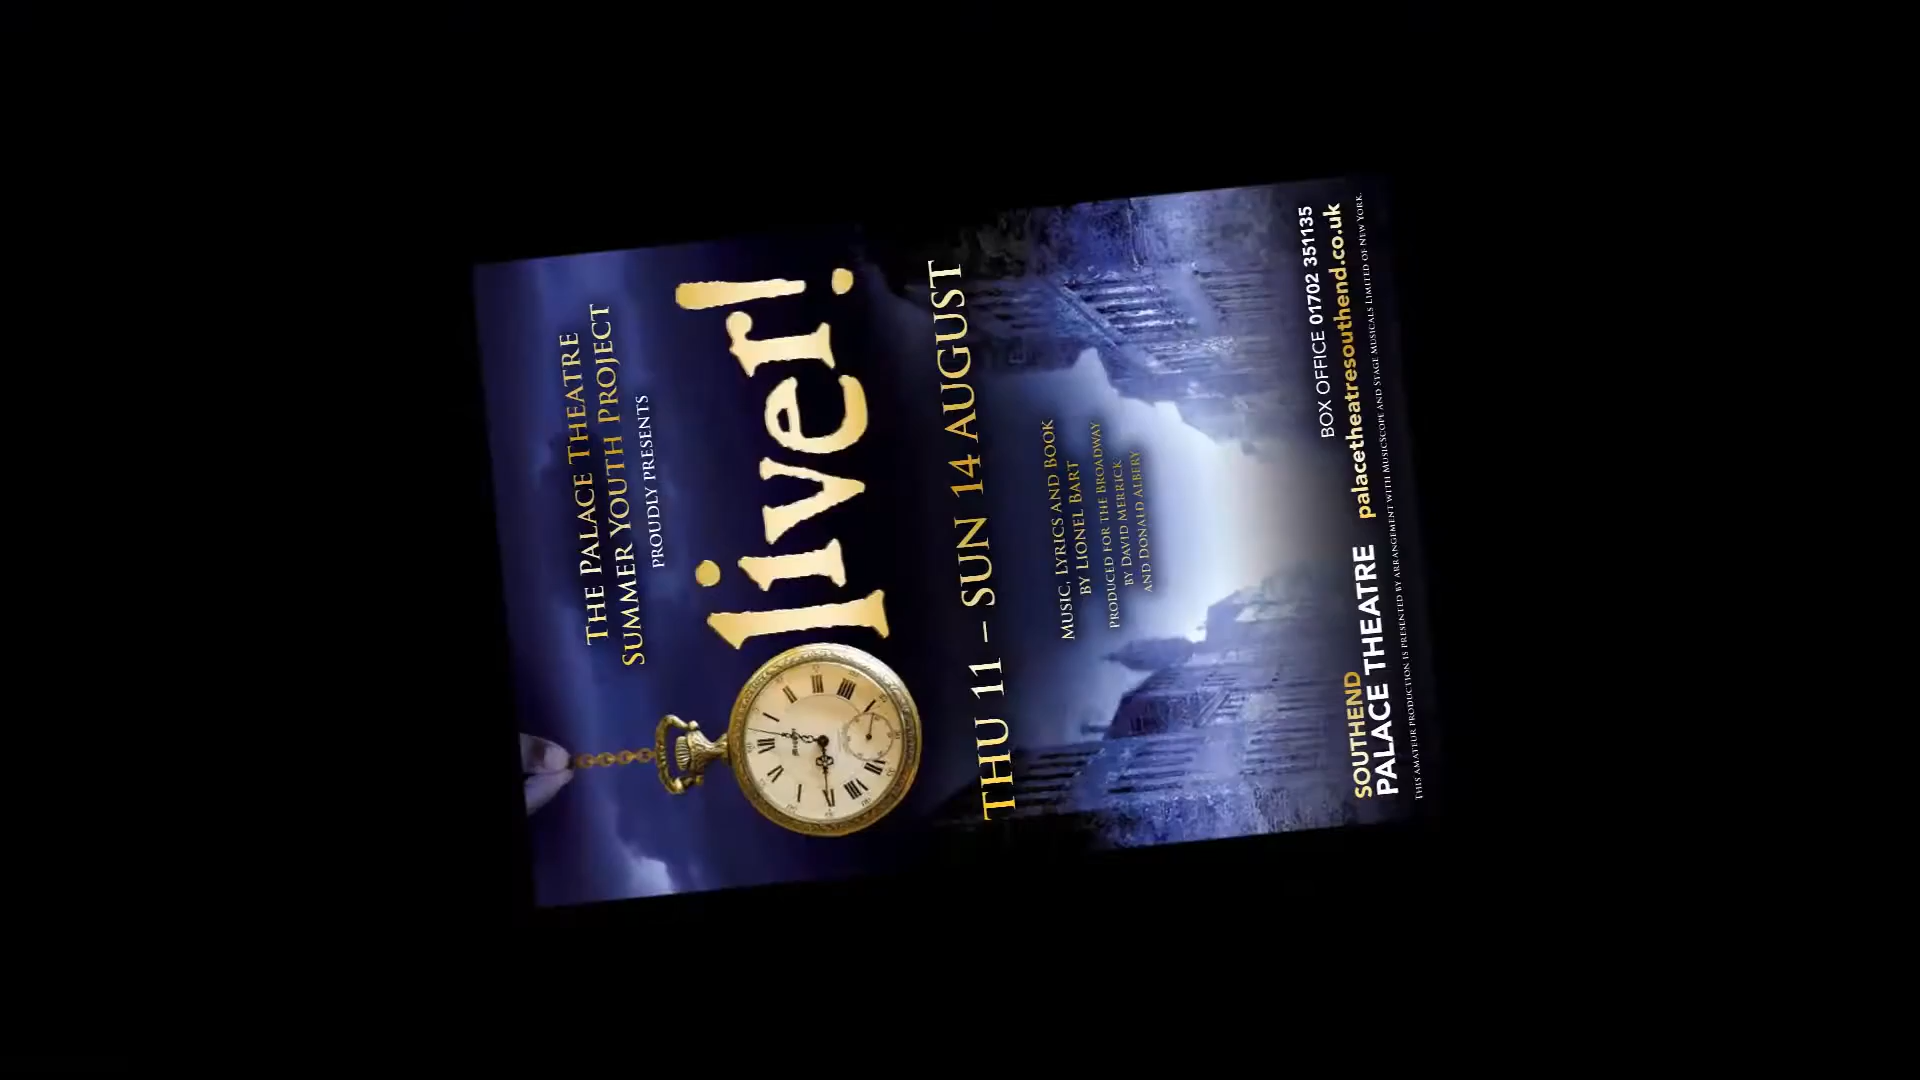 THE PALACE THEATRE
SUMMER YOUTH PROJECT
PROUDLY PRESENTS
liver!
THU 11 – SUN 14 AUGUST
MUSIC, LYRICS AND BOOK
BY LIONEL BART
PRODUCED FOR THE BROADWAY
BY DAVID MERRICK
AND DONALD ALBERY
BOX OFFICE 01702 351135
SOUTHEND
PALACE THEATRE palacetheatresouthend.co.uk
THIS AMATEUR PRODUCTION IS PRESENTED BY ARRANGEMENT WITH MUSICSCOPE AND STAGE MUSICALS LIMITED OF NEW YORK.